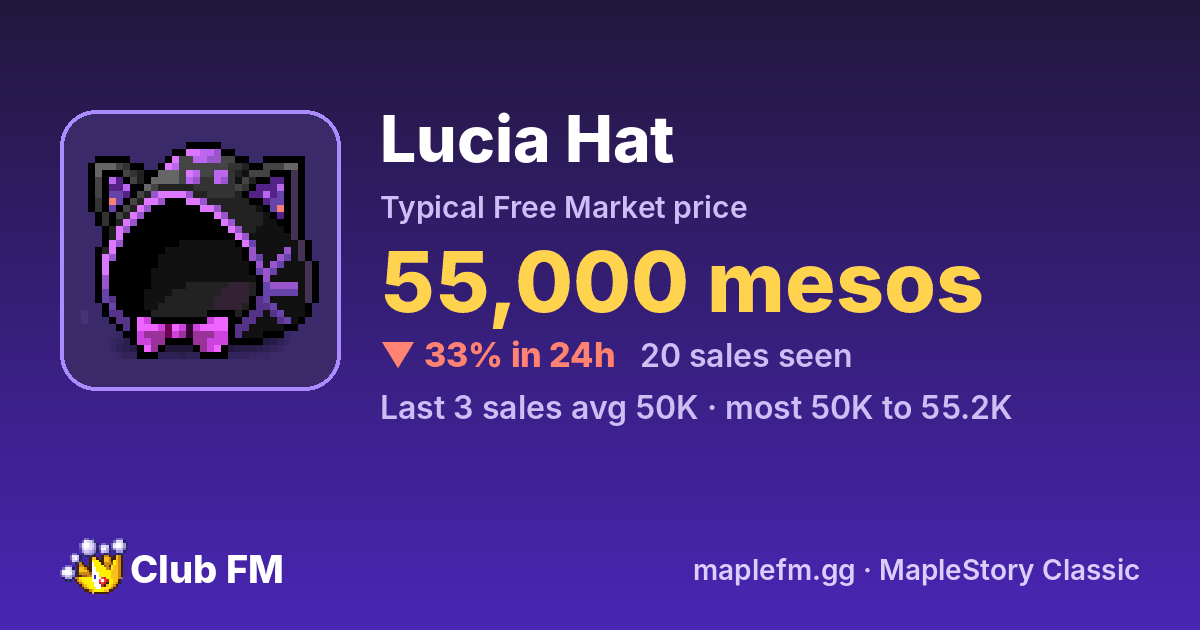 Lucia Hat
Typical Free Market price
55,000 mesos
▼ 33% in 24h 20 sales seen
Last 3 sales avg 50K · most 50K to 55.2K
Club FM
maplefm.gg · MapleStory Classic